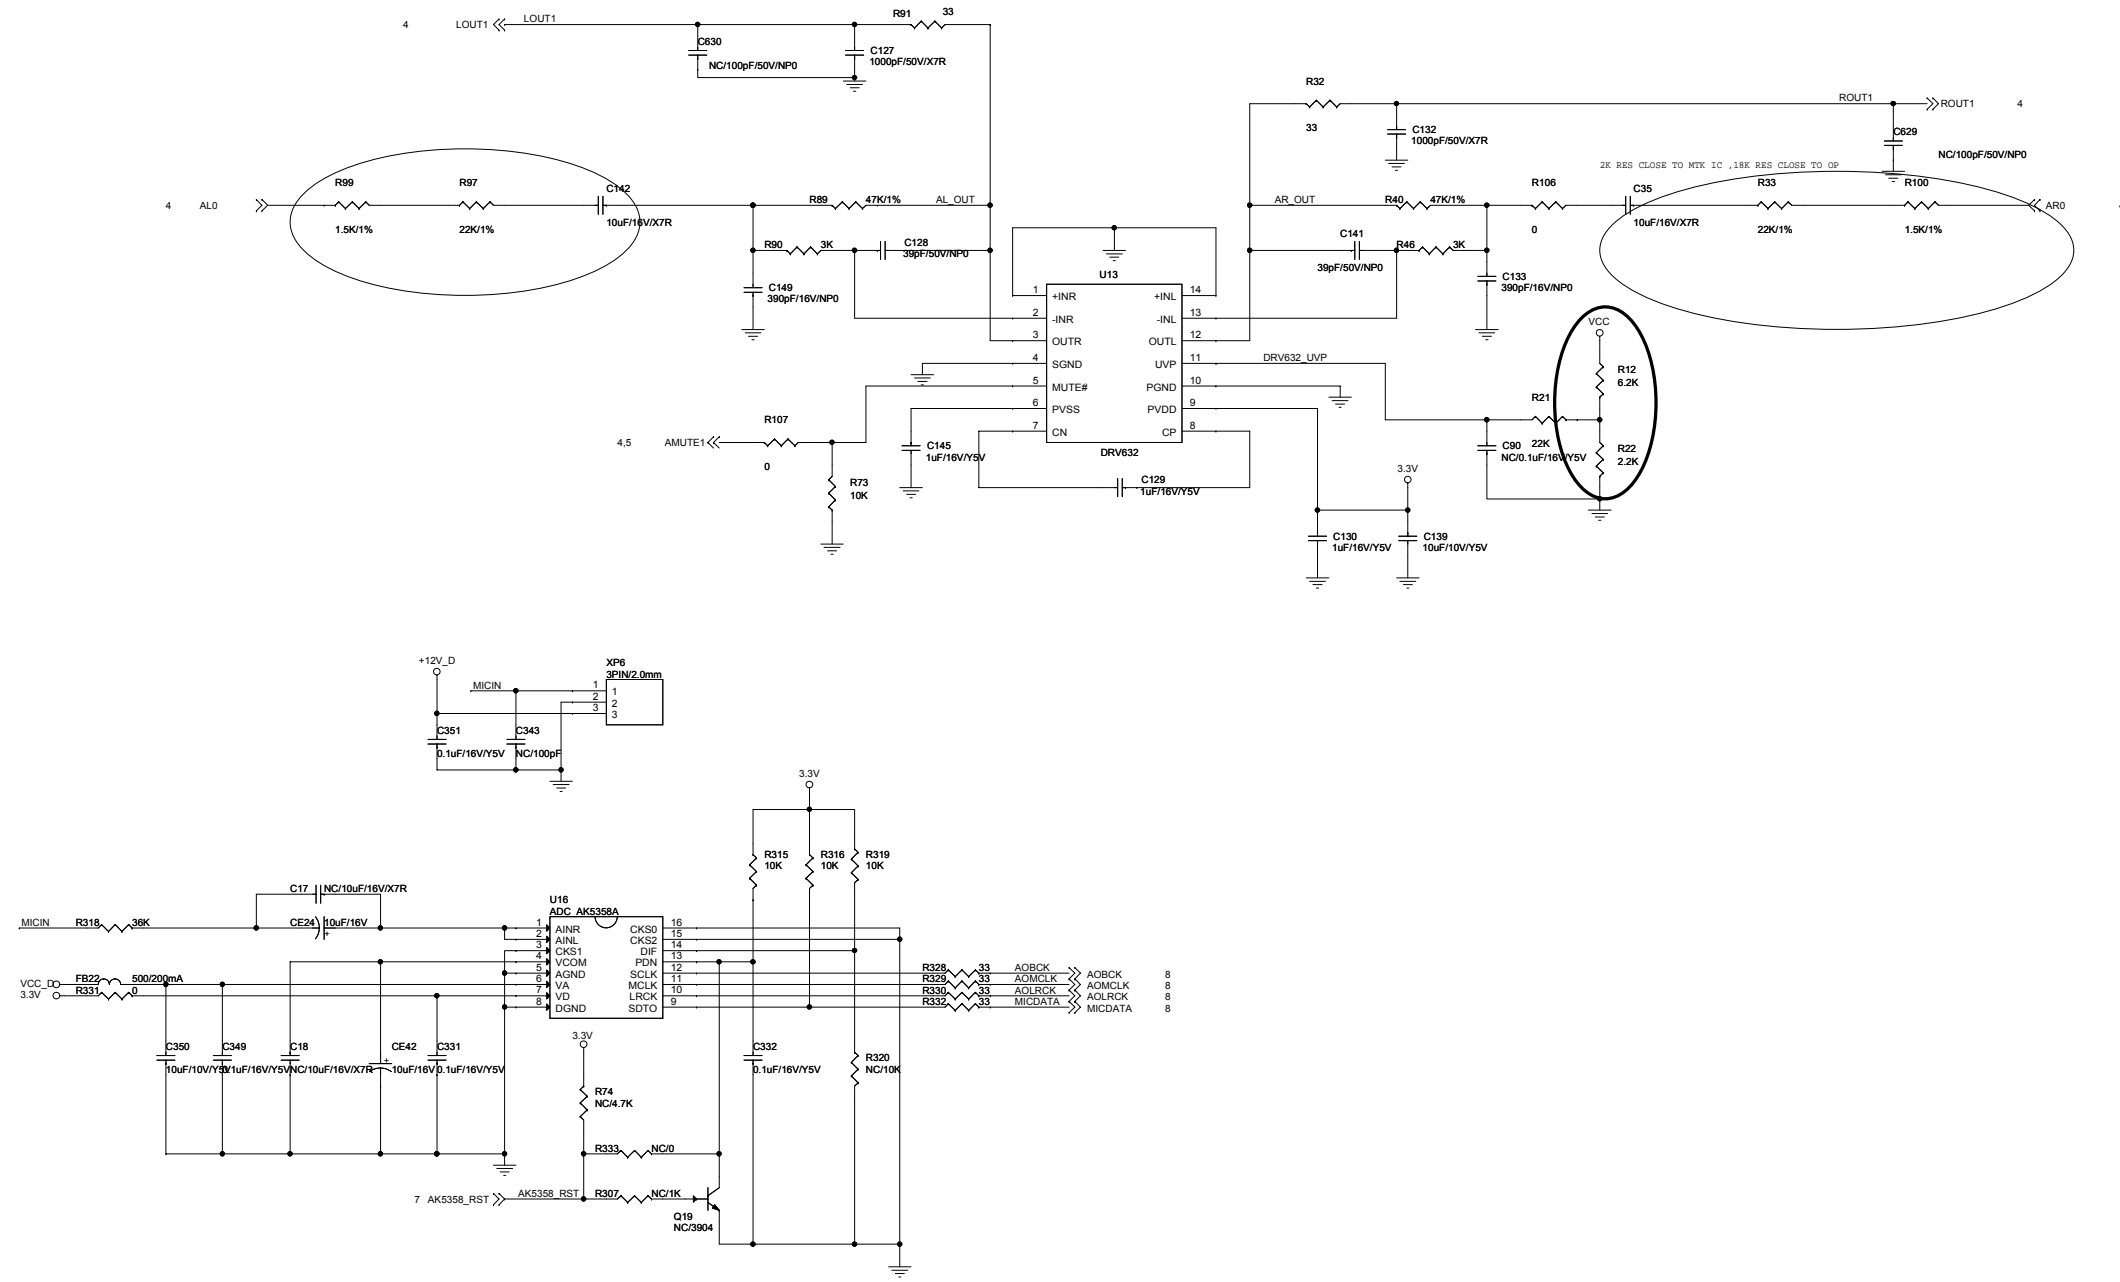 4 LOUT1 LOUT1 R91 33
C630
NC/100pF/50V/NP0
C127
1000pF/50V/X7R
R32
33
ROUT1 ROUT1 4
C132
1000pF/50V/X7R
C629
NC/100pF/50V/NP0
2K RES CLOSE TO MTK IC ,18K RES CLOSE TO OP
4 AL0
R99
1.5K/1%
R97
22K/1%
C142
10uF/16V/X7R
R89 47K/1% AL_OUT
AR_OUT R40 47K/1%
R106
0
C35
10uF/16V/X7R
R33
22K/1%
R100
1.5K/1%
AR0
R90 3K
C128
39pF/50V/NP0
C141
39pF/50V/NP0
R46 3K
C149
390pF/16V/NP0
C133
390pF/16V/NP0
U13
1 +INR +INL 14
2 -INR -INL 13
3 OUTR OUTL 12
4 SGND UVP 11
5 MUTE# PGND 10
6 PVSS PVDD 9
7 CN CP 8
DRV632
DRV632_UVP
VCC
R12
6.2K
R21
22K
R22
2.2K
C90
NC/0.1uF/16V/Y5V
4,5 AMUTE1
R107
0
R73
10K
C145
1uF/16V/Y5V
C129
1uF/16V/Y5V
3.3V
C130
1uF/16V/Y5V
C139
10uF/10V/Y5V
+12V_D
MICIN
XP6
3PIN/2.0mm
1 1
2 2
3 3
C351
0.1uF/16V/Y5V
C343
NC/100pF
3.3V
R315
10K
R316
10K
R319
10K
MICIN R318 36K
C17 NC/10uF/16V/X7R
CE24 10uF/16V
+
U16
ADC AK5358A
1 AINR CKS0 16
2 AINL CKS2 15
3 CKS1 DIF 14
4 VCOM PDN 13
5 AGND SCLK 12
6 VA MCLK 11
7 VD LRCK 10
8 DGND SDTO 9
VCC_D FB22 500/200mA
3.3V R331 0
R328 33 AOBCK AOBCK 8
R329 33 AOMCLK AOMCLK 8
R330 33 AOLRCK AOLRCK 8
R332 33 MICDATA MICDATA 8
C350
10uF/10V/Y5V
C349
0.1uF/16V/Y5V
C18
NC/10uF/16V/X7R
CE42
+
10uF/16V
C331
0.1uF/16V/Y5V
3.3V
R74
NC/4.7K
C332
0.1uF/16V/Y5V
R320
NC/10K
R333 NC/0
7 AK5358_RST AK5358_RST R307 NC/1K
Q19
NC/3904